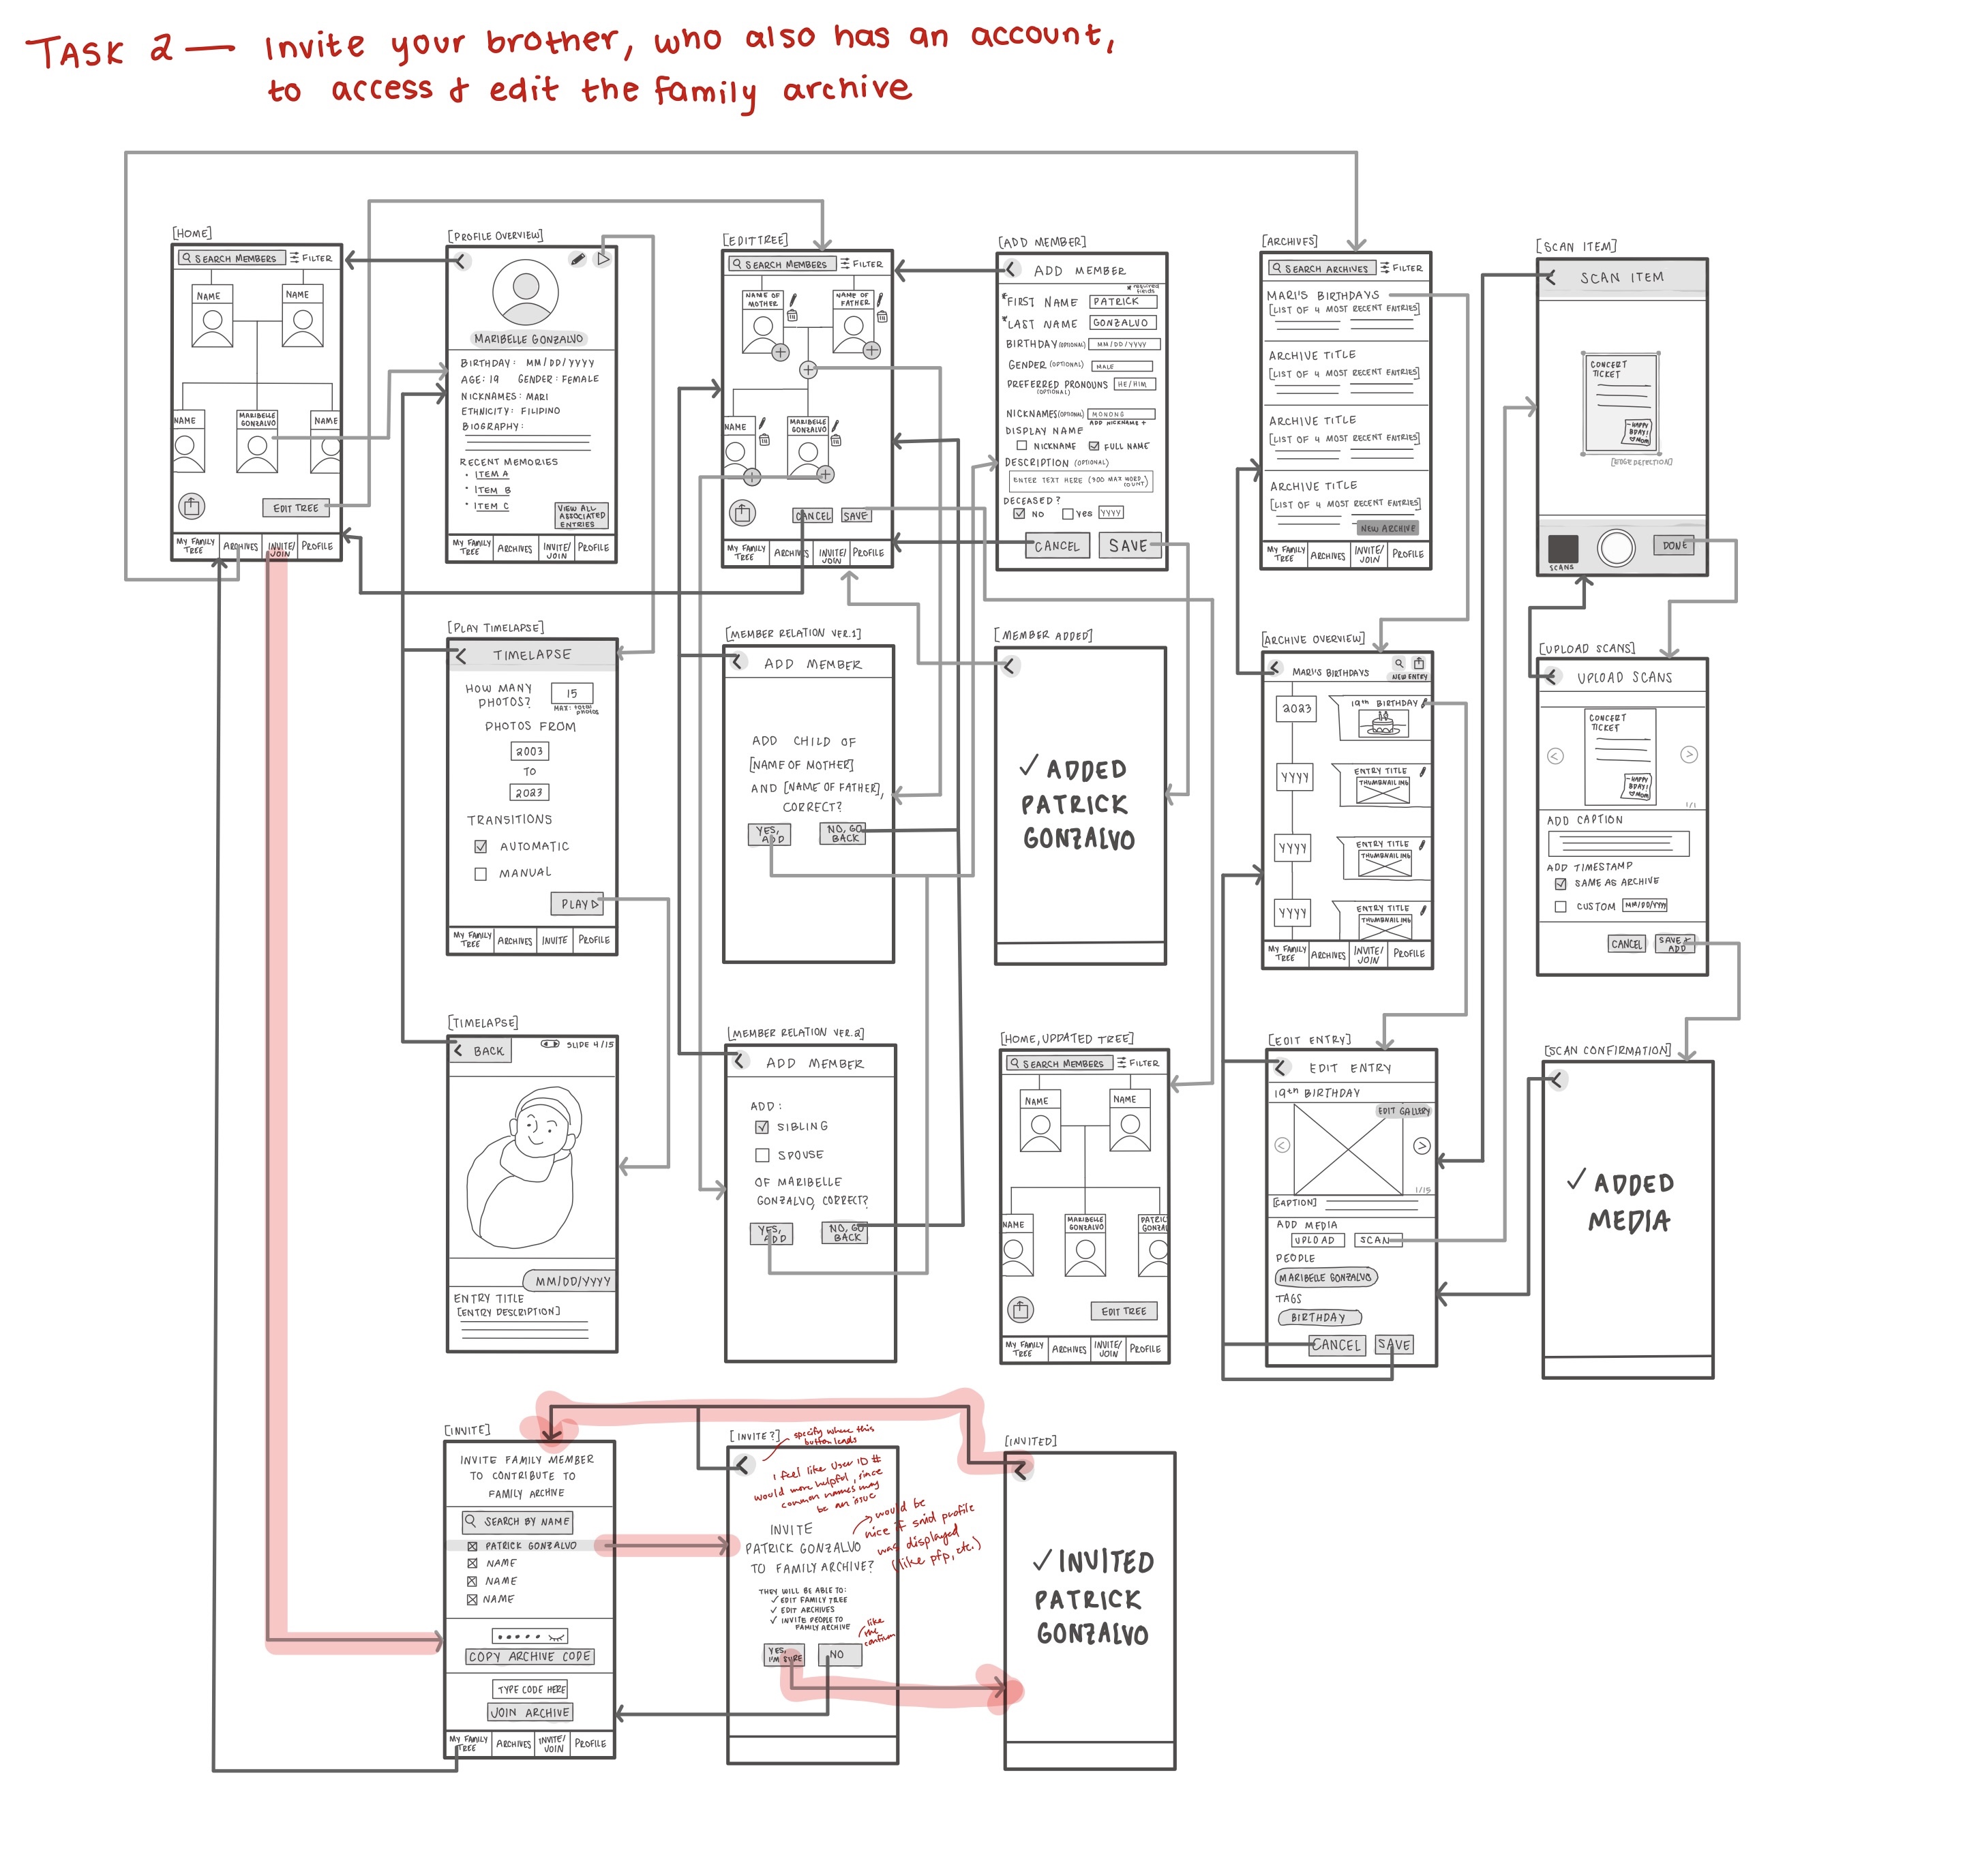 TASK 2 — Invite your brother, who also has an account,
to access & edit the family archive
[HOME]
SEARCH MEMBERS FILTER
NAME NAME
NAME MARIBELLE GONZALVO NAME
EDIT TREE
MY FAMILY TREE ARCHIVES INVITE/JOIN PROFILE
[PROFILE OVERVIEW]
MARIBELLE GONZALVO
BIRTHDAY: MM/DD/YYYY
AGE: 19 GENDER: FEMALE
NICKNAMES: MARI
ETHNICITY: FILIPINO
BIOGRAPHY:
RECENT MEMORIES
• ITEM A
• ITEM B
• ITEM C
VIEW ALL
ASSOCIATED
ENTRIES
MY FAMILY TREE ARCHIVES INVITE/JOIN PROFILE
[EDIT TREE]
SEARCH MEMBERS FILTER
NAME OF MOTHER NAME OF FATHER
NAME MARIBELLE GONZALVO
CANCEL SAVE
MY FAMILY TREE ARCHIVES INVITE/JOIN PROFILE
[ADD MEMBER]
ADD MEMBER
* required fields
*FIRST NAME PATRICK
*LAST NAME GONZALVO
BIRTHDAY (OPTIONAL) MM/DD/YYYY
GENDER (OPTIONAL) MALE
PREFERRED PRONOUNS HE/HIM
(OPTIONAL)
NICKNAMES (OPTIONAL) MONONG
ADD NICKNAME +
DISPLAY NAME
NICKNAME FULL NAME
DESCRIPTION (OPTIONAL)
ENTER TEXT HERE (300 MAX WORD COUNT)
DECEASED?
NO YES YYYY
CANCEL SAVE
[ARCHIVES]
SEARCH ARCHIVES FILTER
MARI'S BIRTHDAYS
[LIST OF 4 MOST RECENT ENTRIES]
ARCHIVE TITLE
[LIST OF 4 MOST RECENT ENTRIES]
ARCHIVE TITLE
[LIST OF 4 MOST RECENT ENTRIES]
ARCHIVE TITLE
[LIST OF 4 MOST RECENT ENTRIES]
NEW ARCHIVE
MY FAMILY TREE ARCHIVES INVITE/JOIN PROFILE
[SCAN ITEM]
SCAN ITEM
CONCERT
TICKET
~HAPPY
BDAY!
♡MOM
[EDGE DETECTION]
SCANS
DONE
[PLAY TIMELAPSE]
TIMELAPSE
HOW MANY PHOTOS? 15
MAX: total photos
PHOTOS FROM
2003
TO
2023
TRANSITIONS
AUTOMATIC
MANUAL
PLAY ▷
MY FAMILY TREE ARCHIVES INVITE PROFILE
[MEMBER RELATION VER.1]
ADD MEMBER
ADD CHILD OF
[NAME OF MOTHER]
AND [NAME OF FATHER],
CORRECT?
YES, ADD NO, GO BACK
[MEMBER ADDED]
✓ ADDED
PATRICK
GONZALVO
[ARCHIVE OVERVIEW]
MARI'S BIRTHDAYS NEW ENTRY
2023 19th BIRTHDAY
YYYY ENTRY TITLE
THUMBNAIL IMG
YYYY ENTRY TITLE
THUMBNAIL IMG
YYYY ENTRY TITLE
THUMBNAIL IMG
MY FAMILY TREE ARCHIVES INVITE/JOIN PROFILE
[UPLOAD SCANS]
UPLOAD SCANS
CONCERT
TICKET
~HAPPY
BDAY!
♡MOM
1/1
ADD CAPTION
ADD TIMESTAMP
SAME AS ARCHIVE
CUSTOM MM/DD/YYYY
CANCEL SAVE & ADD
[TIMELAPSE]
BACK SLIDE 4/15
MM/DD/YYYY
ENTRY TITLE
[ENTRY DESCRIPTION]
[MEMBER RELATION VER.2]
ADD MEMBER
ADD:
SIBLING
SPOUSE
OF MARIBELLE
GONZALVO, CORRECT?
YES, ADD NO, GO BACK
[HOME, UPDATED TREE]
SEARCH MEMBERS FILTER
NAME NAME
NAME MARIBELLE GONZALVO PATRIC GONZAL
EDIT TREE
MY FAMILY TREE ARCHIVES INVITE/JOIN PROFILE
[EDIT ENTRY]
EDIT ENTRY
19th BIRTHDAY
EDIT GALLERY
1/15
[CAPTION]
ADD MEDIA
UPLOAD SCAN
PEOPLE
MARIBELLE GONZALVO
TAGS
BIRTHDAY
CANCEL SAVE
[SCAN CONFIRMATION]
✓ ADDED
MEDIA
[INVITE]
INVITE FAMILY MEMBER
TO CONTRIBUTE TO
FAMILY ARCHIVE
SEARCH BY NAME
PATRICK GONZALVO
NAME
NAME
NAME
COPY ARCHIVE CODE
TYPE CODE HERE
JOIN ARCHIVE
MY FAMILY TREE ARCHIVES INVITE/JOIN PROFILE
[INVITE?]
specify where this
button leads
I feel like User ID #
would more helpful, since
common names may
be an issue
would be
nice if said profile
was displayed
(like pfp, etc.)
INVITE
PATRICK GONZALVO
TO FAMILY ARCHIVE?
THEY WILL BE ABLE TO:
✓ EDIT FAMILY TREE
✓ EDIT ARCHIVES
✓ INVITE PEOPLE TO
FAMILY ARCHIVE
like
the
confirm
YES, I'M SURE NO
[INVITED]
✓ INVITED
PATRICK
GONZALVO